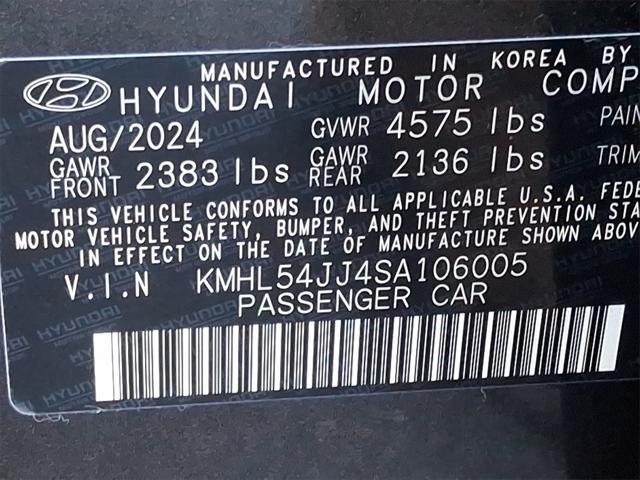 MANUFACTURED IN KOREA BY
HYUNDAI MOTOR COMP
AUG/2024 GVWR 4575 lbs PAIN
GAWR FRONT 2383 lbs GAWR REAR 2136 lbs TRIM
THIS VEHICLE CONFORMS TO ALL APPLICABLE U.S.A. FEDE
MOTOR VEHICLE SAFETY, BUMPER, AND THEFT PREVENTION STA
IN EFFECT ON THE DATE OF MANUFACTURE SHOWN ABOV
V.I.N KMHL54JJ4SA106005
PASSENGER CAR